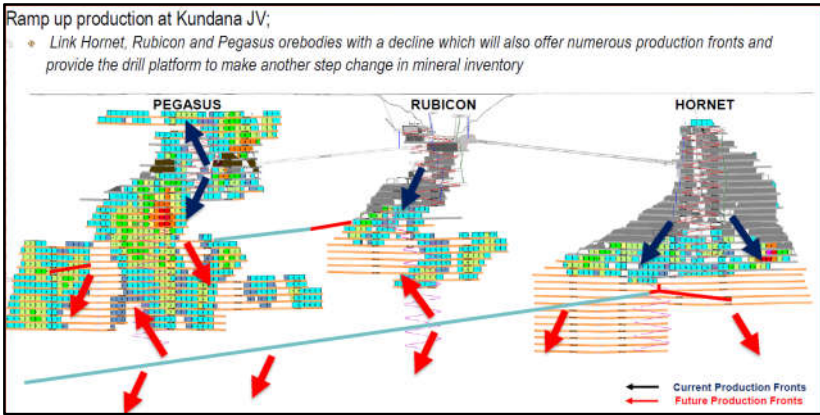 Ramp up production at Kundana JV;
Link Hornet, Rubicon and Pegasus orebodies with a decline which will also offer numerous production fronts and
provide the drill platform to make another step change in mineral inventory
PEGASUS
RUBICON
HORNET
Current Production Fronts
Future Production Fronts